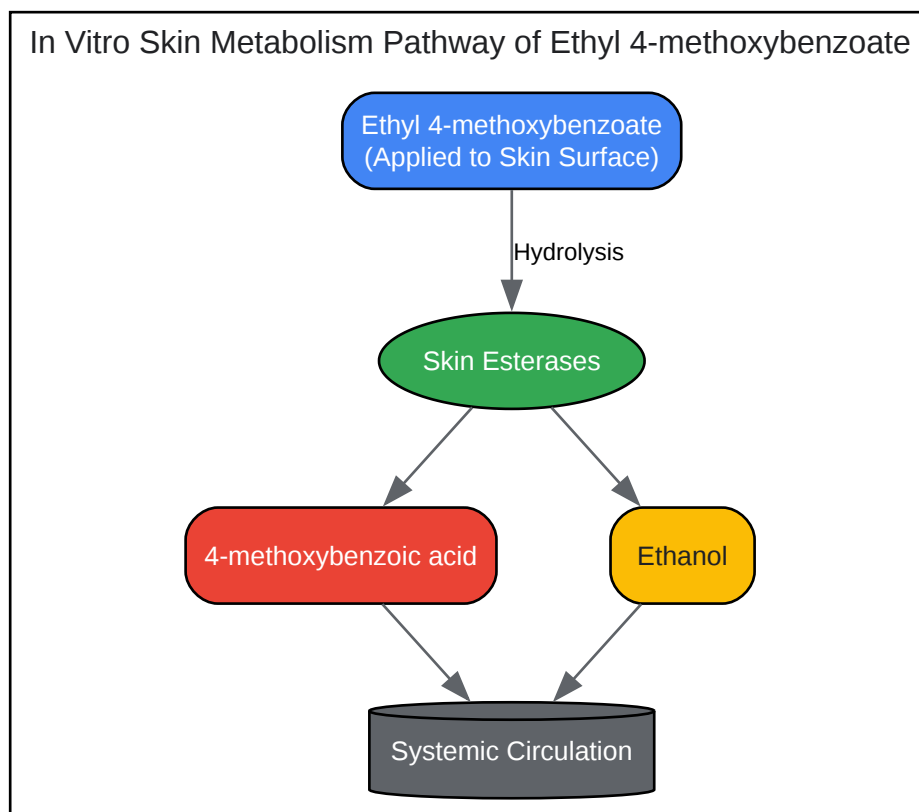 In Vitro Skin Metabolism Pathway of Ethyl 4-methoxybenzoate
Ethyl 4-methoxybenzoate
(Applied to Skin Surface)
Hydrolysis
Skin Esterases
4-methoxybenzoic acid
Ethanol
Systemic Circulation